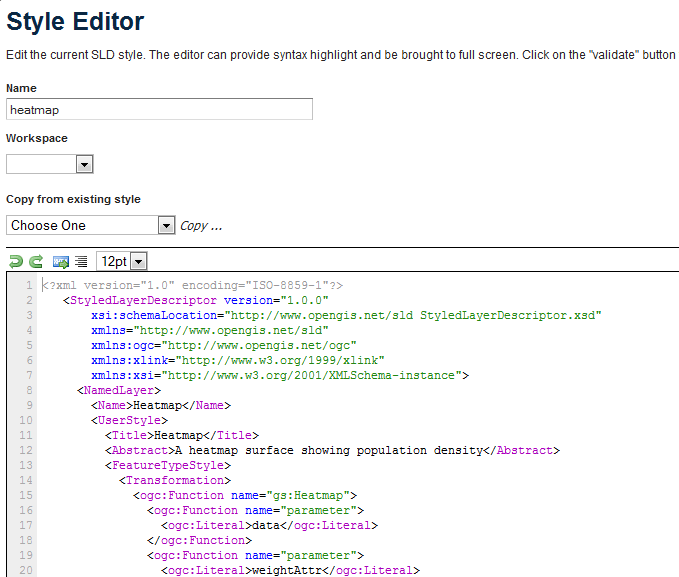 Style Editor
Edit the current SLD style. The editor can provide syntax highlight and be brought to full screen. Click on the "validate" button
Name
heatmap
Workspace
Copy from existing style
Choose One Copy ...
12pt
1 <?xml version="1.0" encoding="ISO-8859-1"?>
2 <StyledLayerDescriptor version="1.0.0"
3 xsi:schemaLocation="http://www.opengis.net/sld StyledLayerDescriptor.xsd"
4 xmlns="http://www.opengis.net/sld"
5 xmlns:ogc="http://www.opengis.net/ogc"
6 xmlns:xlink="http://www.w3.org/1999/xlink"
7 xmlns:xsi="http://www.w3.org/2001/XMLSchema-instance">
8 <NamedLayer>
9 <Name>Heatmap</Name>
10 <UserStyle>
11 <Title>Heatmap</Title>
12 <Abstract>A heatmap surface showing population density</Abstract>
13 <FeatureTypeStyle>
14 <Transformation>
15 <ogc:Function name="gs:Heatmap">
16 <ogc:Function name="parameter">
17 <ogc:Literal>data</ogc:Literal>
18 </ogc:Function>
19 <ogc:Function name="parameter">
20 <ogc:Literal>weightAttr</ogc:Literal>